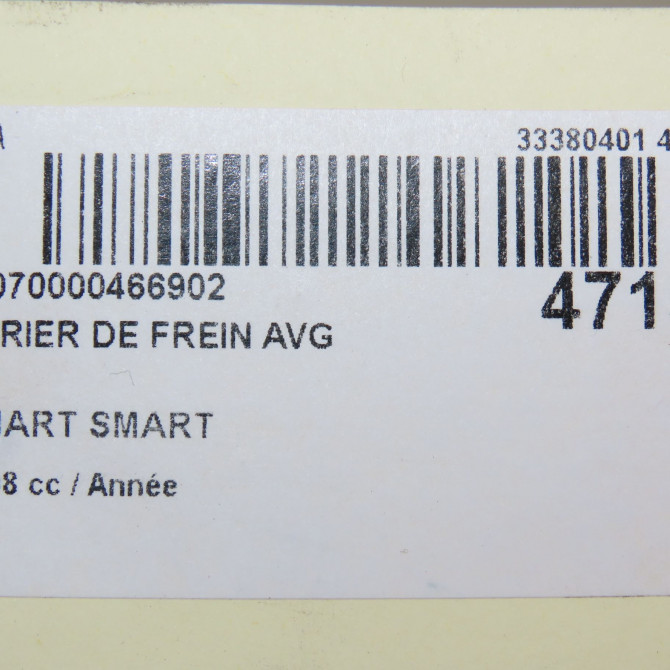 33380401 4
070000466902
471
RIER DE FREIN AVG
ART SMART
8 cc / Année